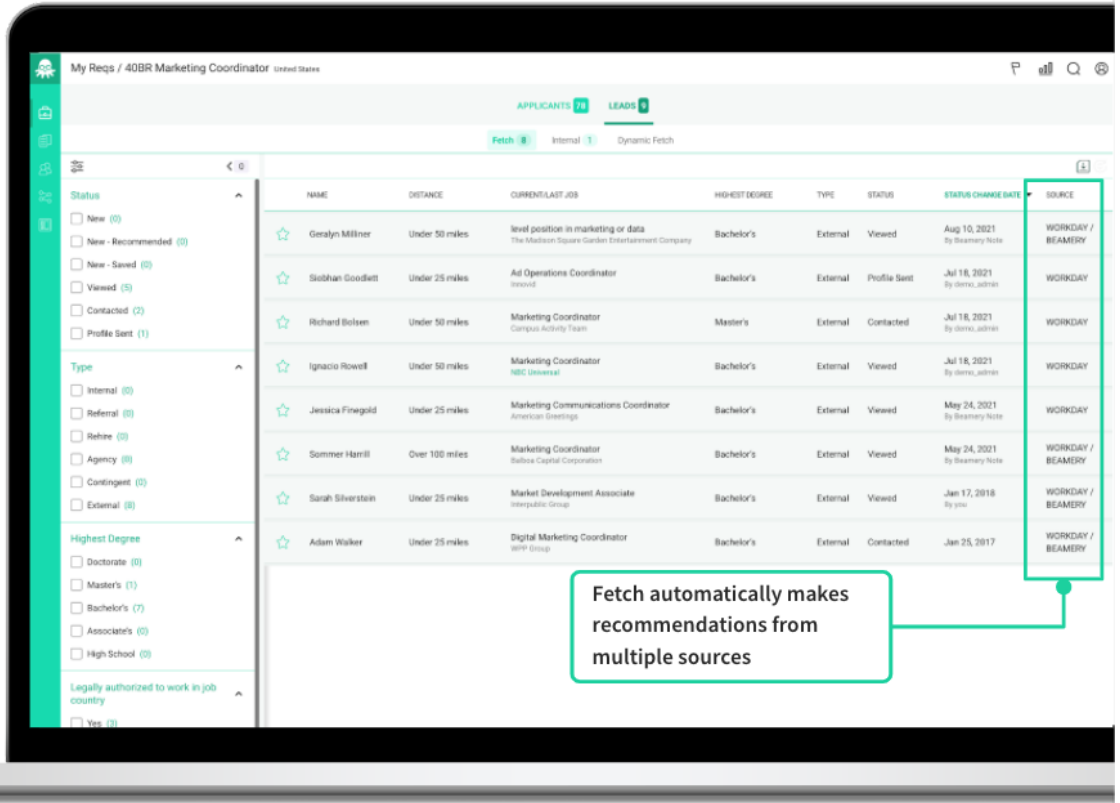 My Reqs / 40BR Marketing Coordinator United States
APPLICANTS 78 LEADS 9
Fetch 8 Internal 1 Dynamic Fetch
0
Status
New (0)
New - Recommended (0)
New - Saved (0)
Viewed (5)
Contacted (2)
Profile Sent (1)
Type
Internal (0)
Referral (0)
Rehire (0)
Agency (0)
Contingent (0)
External (8)
Highest Degree
Doctorate (0)
Master's (1)
Bachelor's (7)
Associate's (0)
High School (0)
Legally authorized to work in job
country
Yes (3)
NAME DISTANCE CURRENT/LAST JOB HIGHEST DEGREE TYPE STATUS STATUS CHANGE DATE SOURCE
Geralyn Milliner Under 50 miles level position in marketing or data Bachelor's External Viewed Aug 10, 2021 WORKDAY /
The Madison Square Garden Entertainment Company By Beamery Note BEAMERY
Siobhan Goodlett Under 25 miles Ad Operations Coordinator Bachelor's External Profile Sent Jul 18, 2021 WORKDAY
Innovid By demo_admin
Richard Bolsen Under 50 miles Marketing Coordinator Master's External Contacted Jul 18, 2021 WORKDAY
Campus Activity Team By demo_admin
Ignacio Rowell Under 50 miles Marketing Coordinator Bachelor's External Viewed Jul 18, 2021 WORKDAY
NBC Universal By demo_admin
Jessica Finegold Under 25 miles Marketing Communications Coordinator Bachelor's External Viewed May 24, 2021 WORKDAY
American Greetings By Beamery Note
Sommer Harrill Over 100 miles Marketing Coordinator Bachelor's External Viewed May 24, 2021 WORKDAY /
Balboa Capital Corporation By Beamery Note BEAMERY
Sarah Silverstein Under 25 miles Market Development Associate Bachelor's External Viewed Jan 17, 2018 WORKDAY /
Interpublic Group By you BEAMERY
Adam Walker Under 25 miles Digital Marketing Coordinator Bachelor's External Contacted Jan 25, 2017 WORKDAY /
WPP Group BEAMERY
Fetch automatically makes
recommendations from
multiple sources